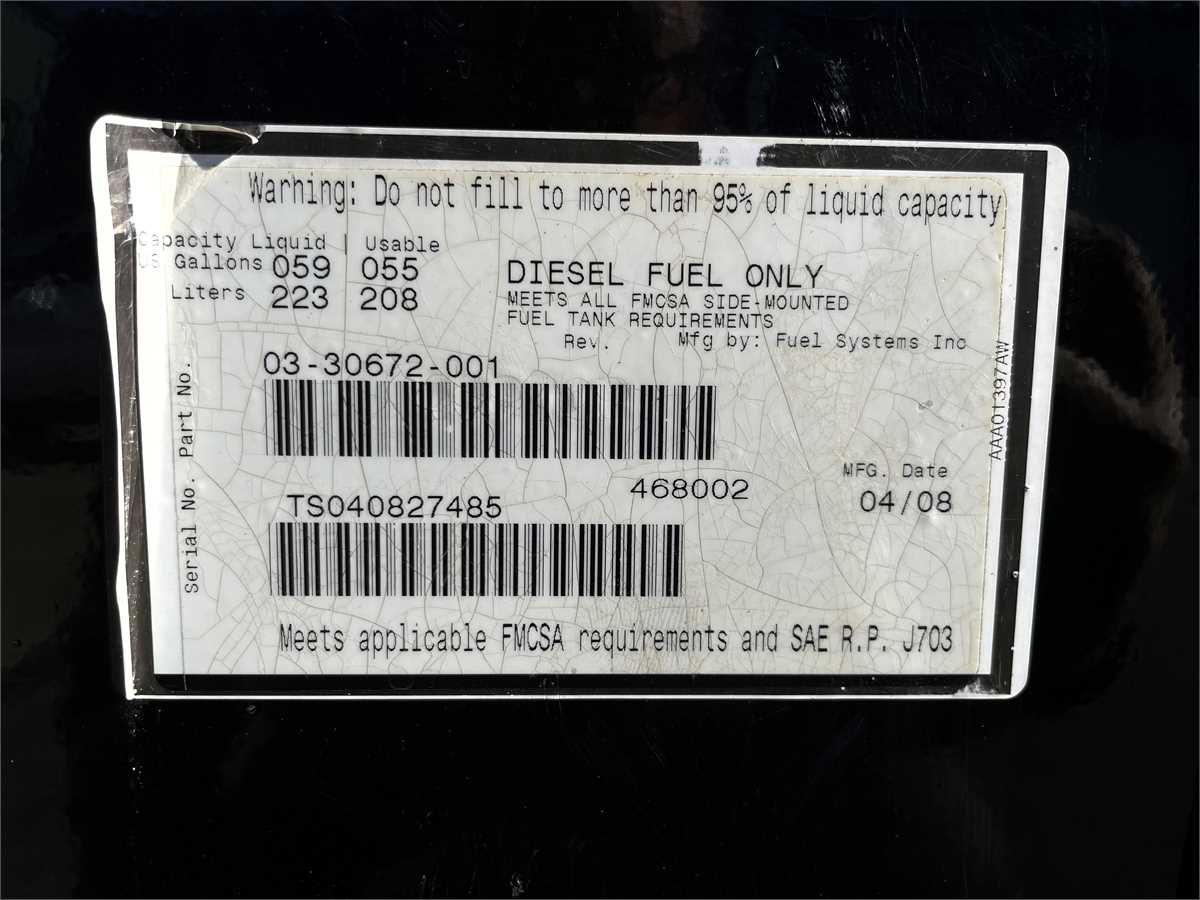 Warning: Do not fill to more than 95% of liquid capacity
Capacity Liquid | Usable
US Gallons 059 055
Liters 223 208
DIESEL FUEL ONLY
MEETS ALL FMCSA SIDE-MOUNTED
FUEL TANK REQUIREMENTS
Rev. Mfg by: Fuel Systems Inc
Part No.
03-30672-001
AAA01397AW
MFG. Date
04/08
468002
Serial No.
TS040827485
Meets applicable FMCSA requirements and SAE R.P. J703